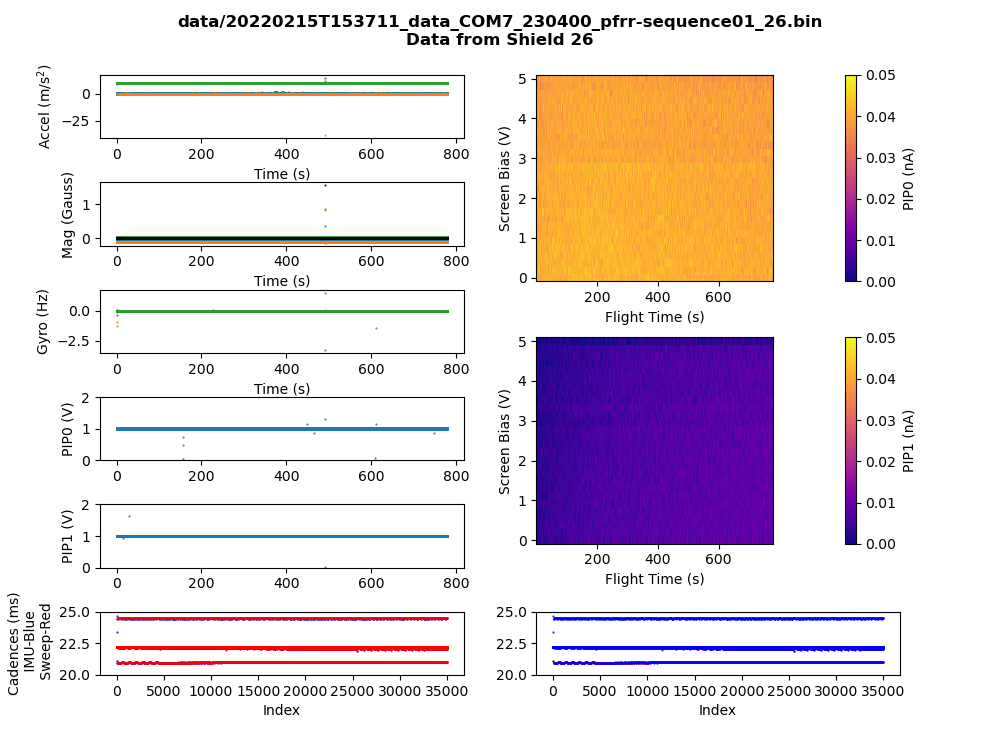 data/20220215T153711_data_COM7_230400_pfrr-sequence01_26.bin
Data from Shield 26
Accel (m/s²)
0
−25
0 200 400 600 800
Time (s)
Mag (Gauss)
1
0
0 200 400 600 800
Time (s)
Gyro (Hz)
0.0
−2.5
0 200 400 600 800
Time (s)
PIP0 (V)
2
1
0
0 200 400 600 800
PIP1 (V)
2
1
0
0 200 400 600 800
Cadences (ms)
IMU-Blue
Sweep-Red
25.0
22.5
20.0
0 5000 10000 15000 20000 25000 30000 35000
Index
Screen Bias (V)
5
4
3
2
1
0
200 400 600
Flight Time (s)
0.05
0.04
0.03
0.02
0.01
0.00
PIP0 (nA)
Screen Bias (V)
5
4
3
2
1
0
200 400 600
Flight Time (s)
0.05
0.04
0.03
0.02
0.01
0.00
PIP1 (nA)
25.0
22.5
20.0
0 5000 10000 15000 20000 25000 30000 35000
Index